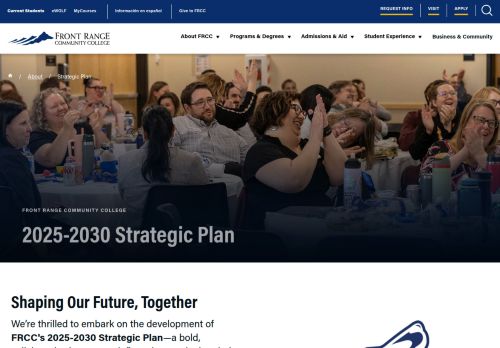 Current Students eWOLF MyCourses Información en español Give to FRCC REQUEST INFO VISIT APPLY
FRONT RANGE
COMMUNITY COLLEGE
About FRCC Programs & Degrees Admissions & Aid Student Experience Business & Community
/ About / Strategic Plan
FRONT RANGE COMMUNITY COLLEGE
2025-2030 Strategic Plan
Shaping Our Future, Together
We're thrilled to embark on the development of
FRCC's 2025-2030 Strategic Plan—a bold,